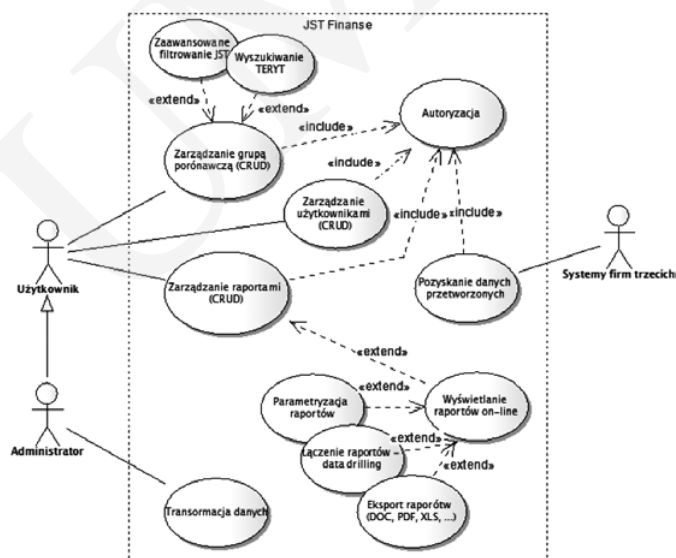 JST Finanse
Zaawansowane
filtrowanie JST
Wyszukiwanie
TERYT
«extend»
«extend»
Autoryzacja
«include»
Zarządzanie grupą
porónawczą (CRUD)
«include»
Zarządzanie
użytkownikami
(CRUD)
«include»
«include»
Użytkownik
Zarządzanie raportami
(CRUD)
Pozyskanie danych
przetworzonych
Systemy firm trzecich
«extend»
Parametryzacja
raportów
«extend»
Wyświetlanie
raportów on-line
Administrator
Łączenie raportów
data drilling
«extend»
«extend»
Transormacja danych
Eksport raporótw
(DOC, PDF, XLS, ...)